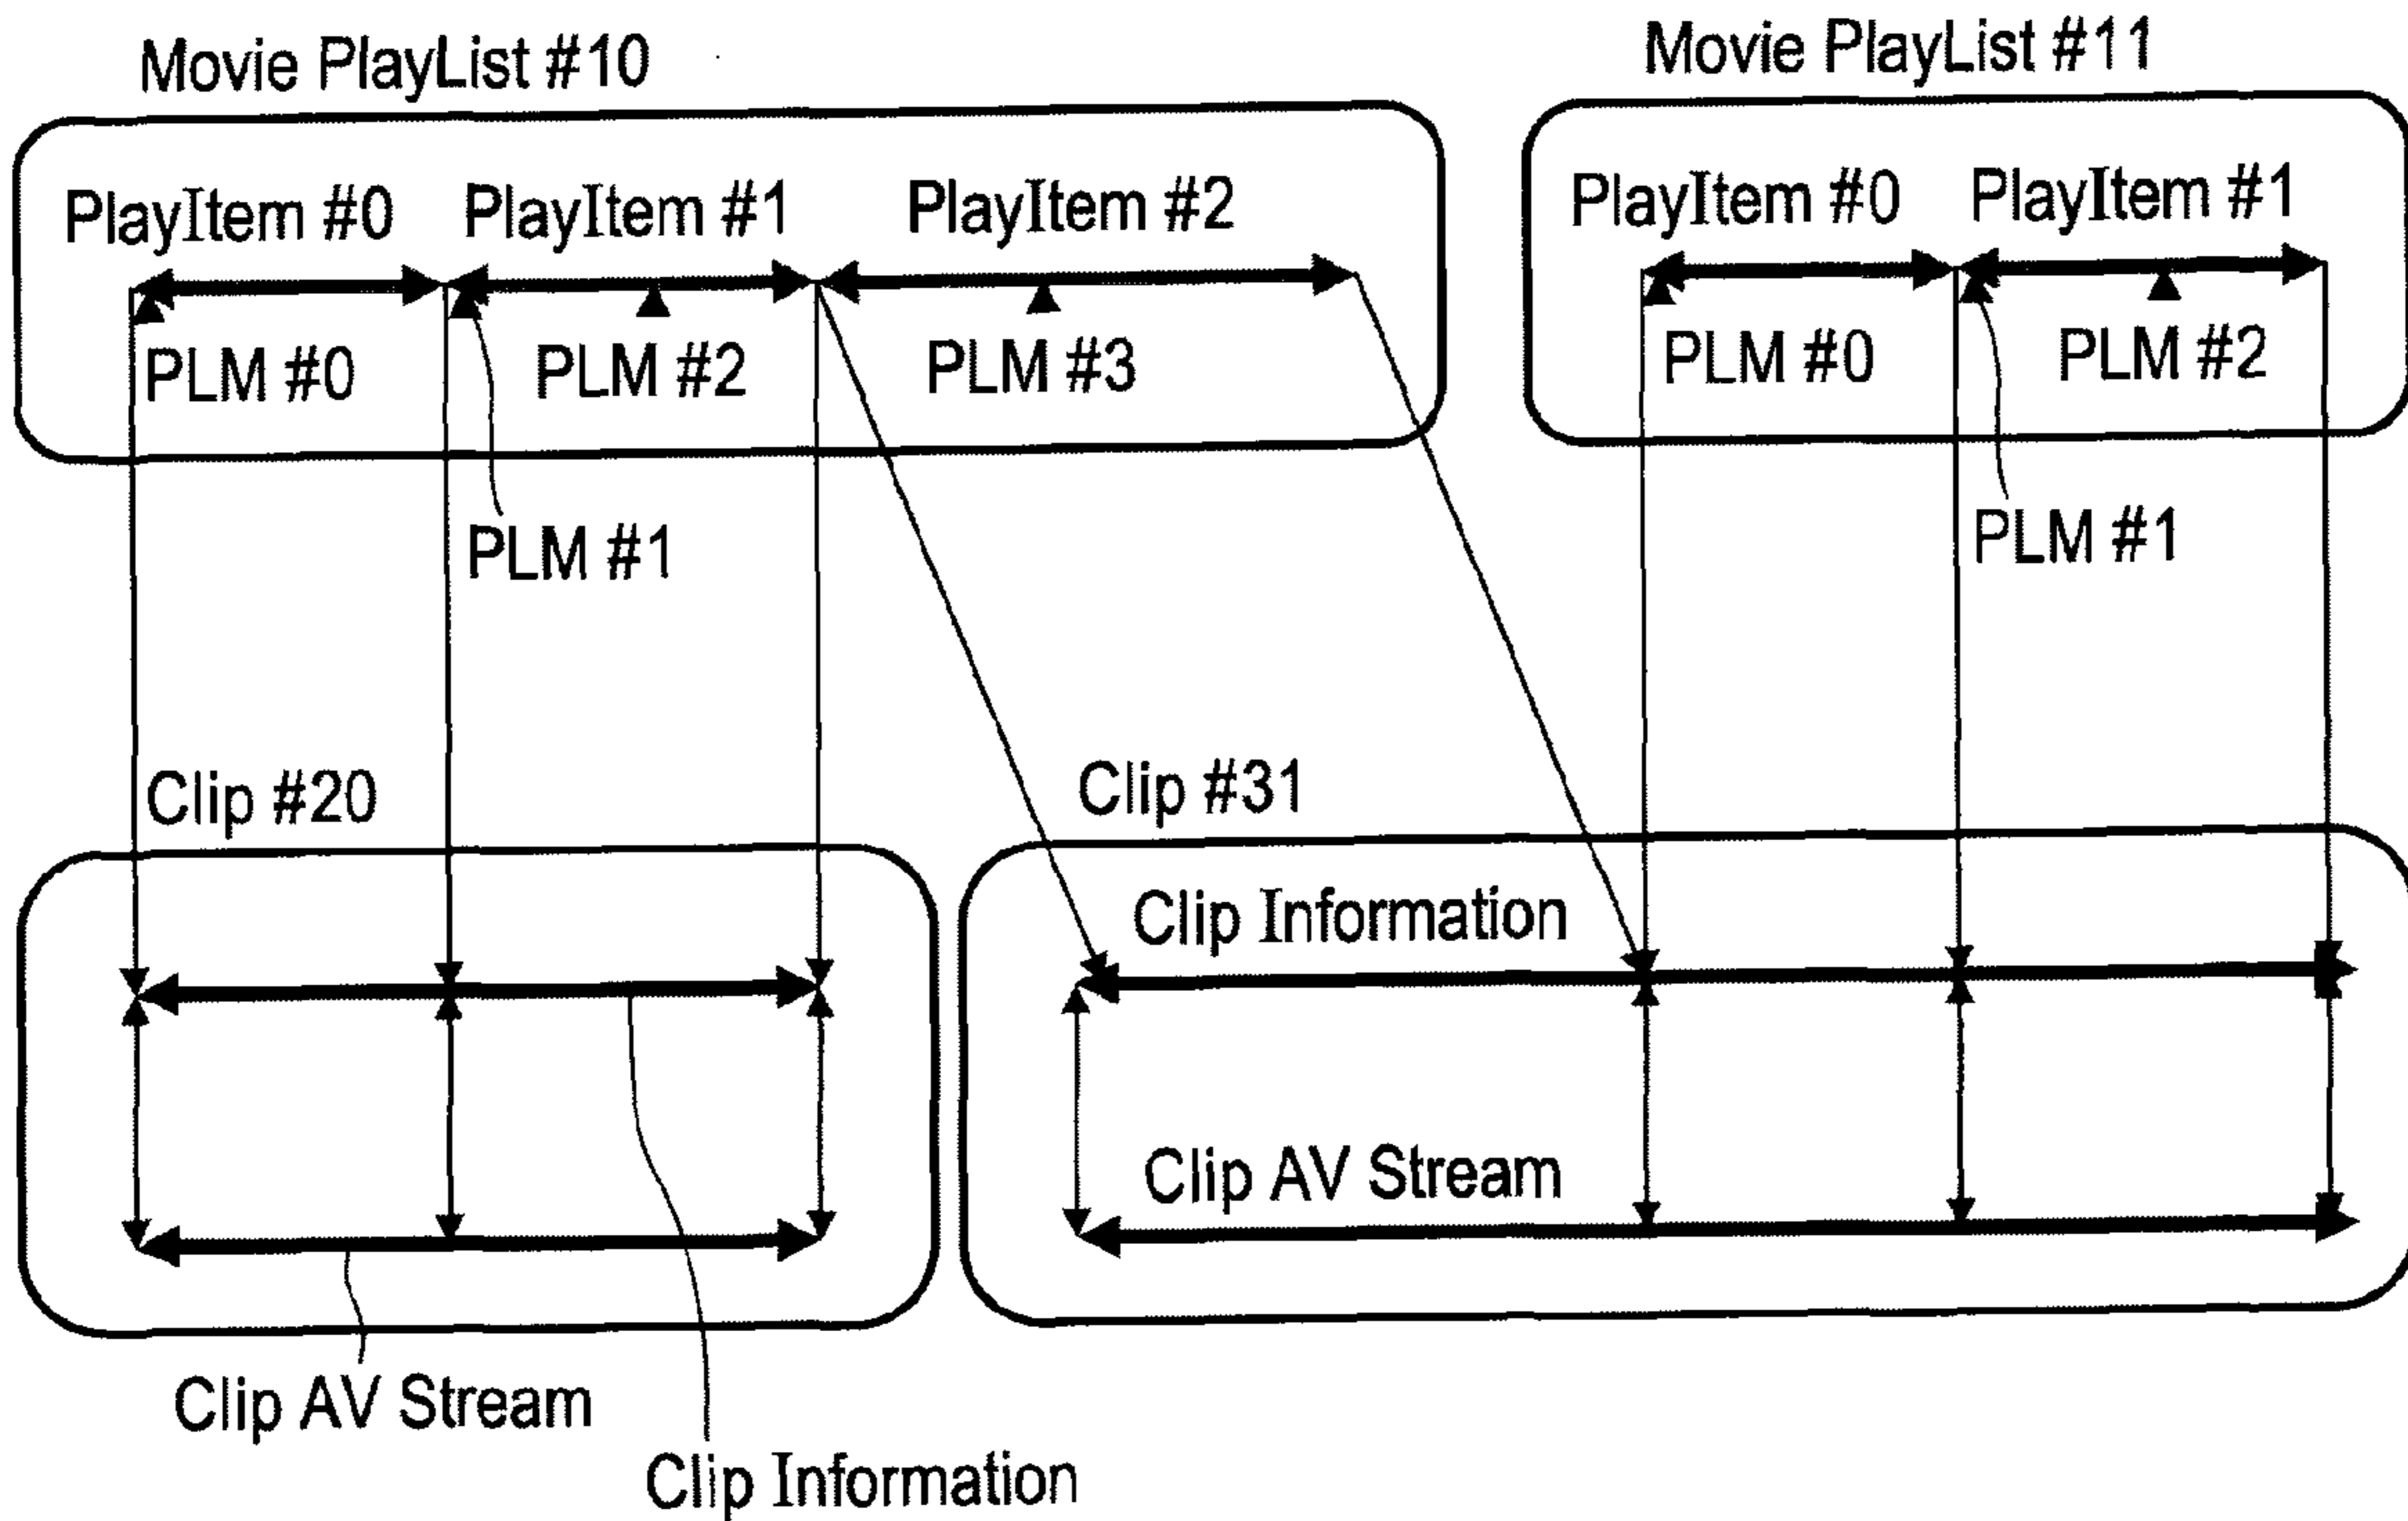 Movie PlayList #10
Movie PlayList #11
PlayItem #0 PlayItem #1 PlayItem #2
PlayItem #0 PlayItem #1
PLM #0 PLM #2 PLM #3
PLM #0 PLM #2
PLM #1
PLM #1
Clip #20
Clip #31
Clip Information
Clip AV Stream
Clip AV Stream
Clip Information